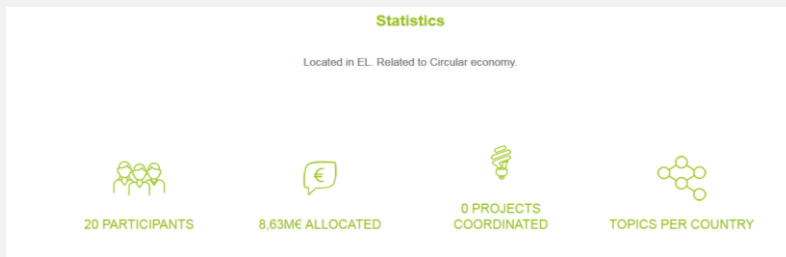 Statistics
Located in EL. Related to Circular economy.
€
20 PARTICIPANTS
8,63M€ ALLOCATED
0 PROJECTS
COORDINATED
TOPICS PER COUNTRY